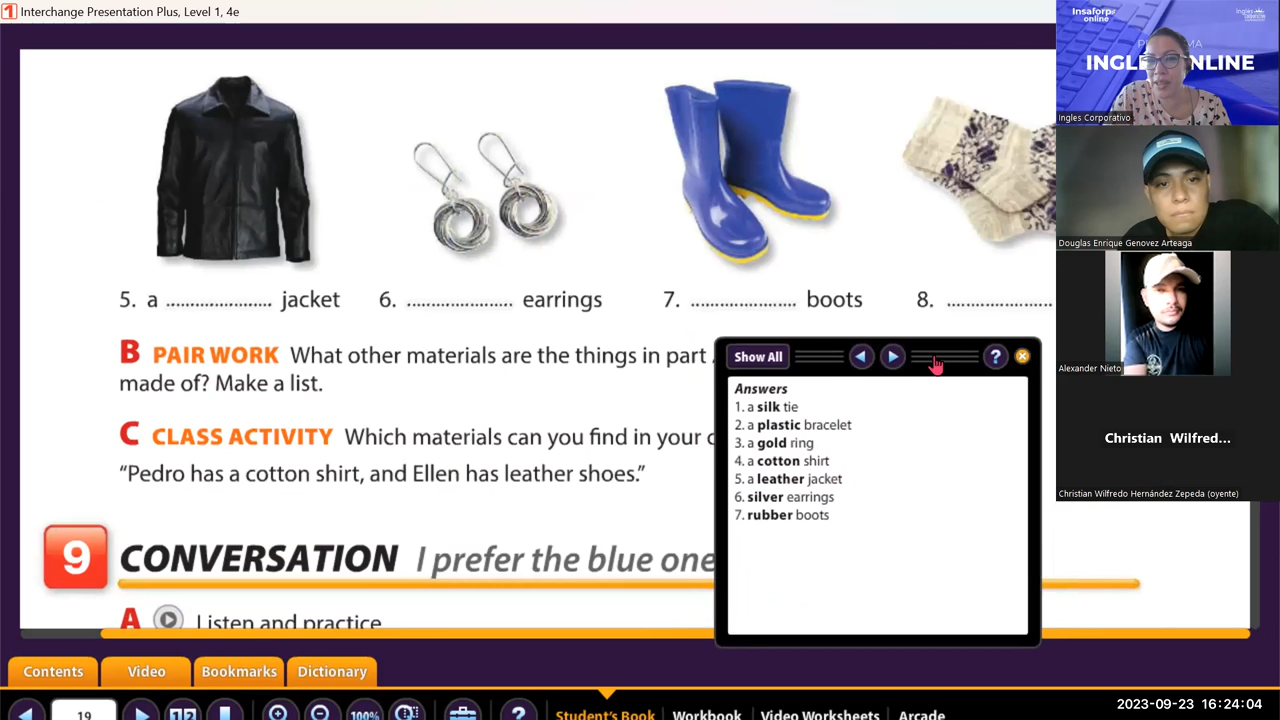 Interchange Presentation Plus, Level 1, 4e
5. a ...................... jacket
6. ...................... earrings
7. ...................... boots
8. ......................
B PAIR WORK What other materials are the things in part
made of? Make a list.
C CLASS ACTIVITY Which materials can you find in your
“Pedro has a cotton shirt, and Ellen has leather shoes.”
9 CONVERSATION I prefer the blue one
A Listen and practice
Show All
?
Answers
1. a silk tie
2. a plastic bracelet
3. a gold ring
4. a cotton shirt
5. a leather jacket
6. silver earrings
7. rubber boots
Insaforp
online
INGLÉS ONLINE
Ingles Corporativo
Douglas Enrique Genovez Arteaga
Alexander Nieto
Christian Wilfred...
Christian Wilfredo Hernández Zepeda (oyente)
Contents
Video
Bookmarks
Dictionary
19
100%
?
Student's Book
Workbook
Video Worksheets
Arcade
2023-09-23 16:24:04